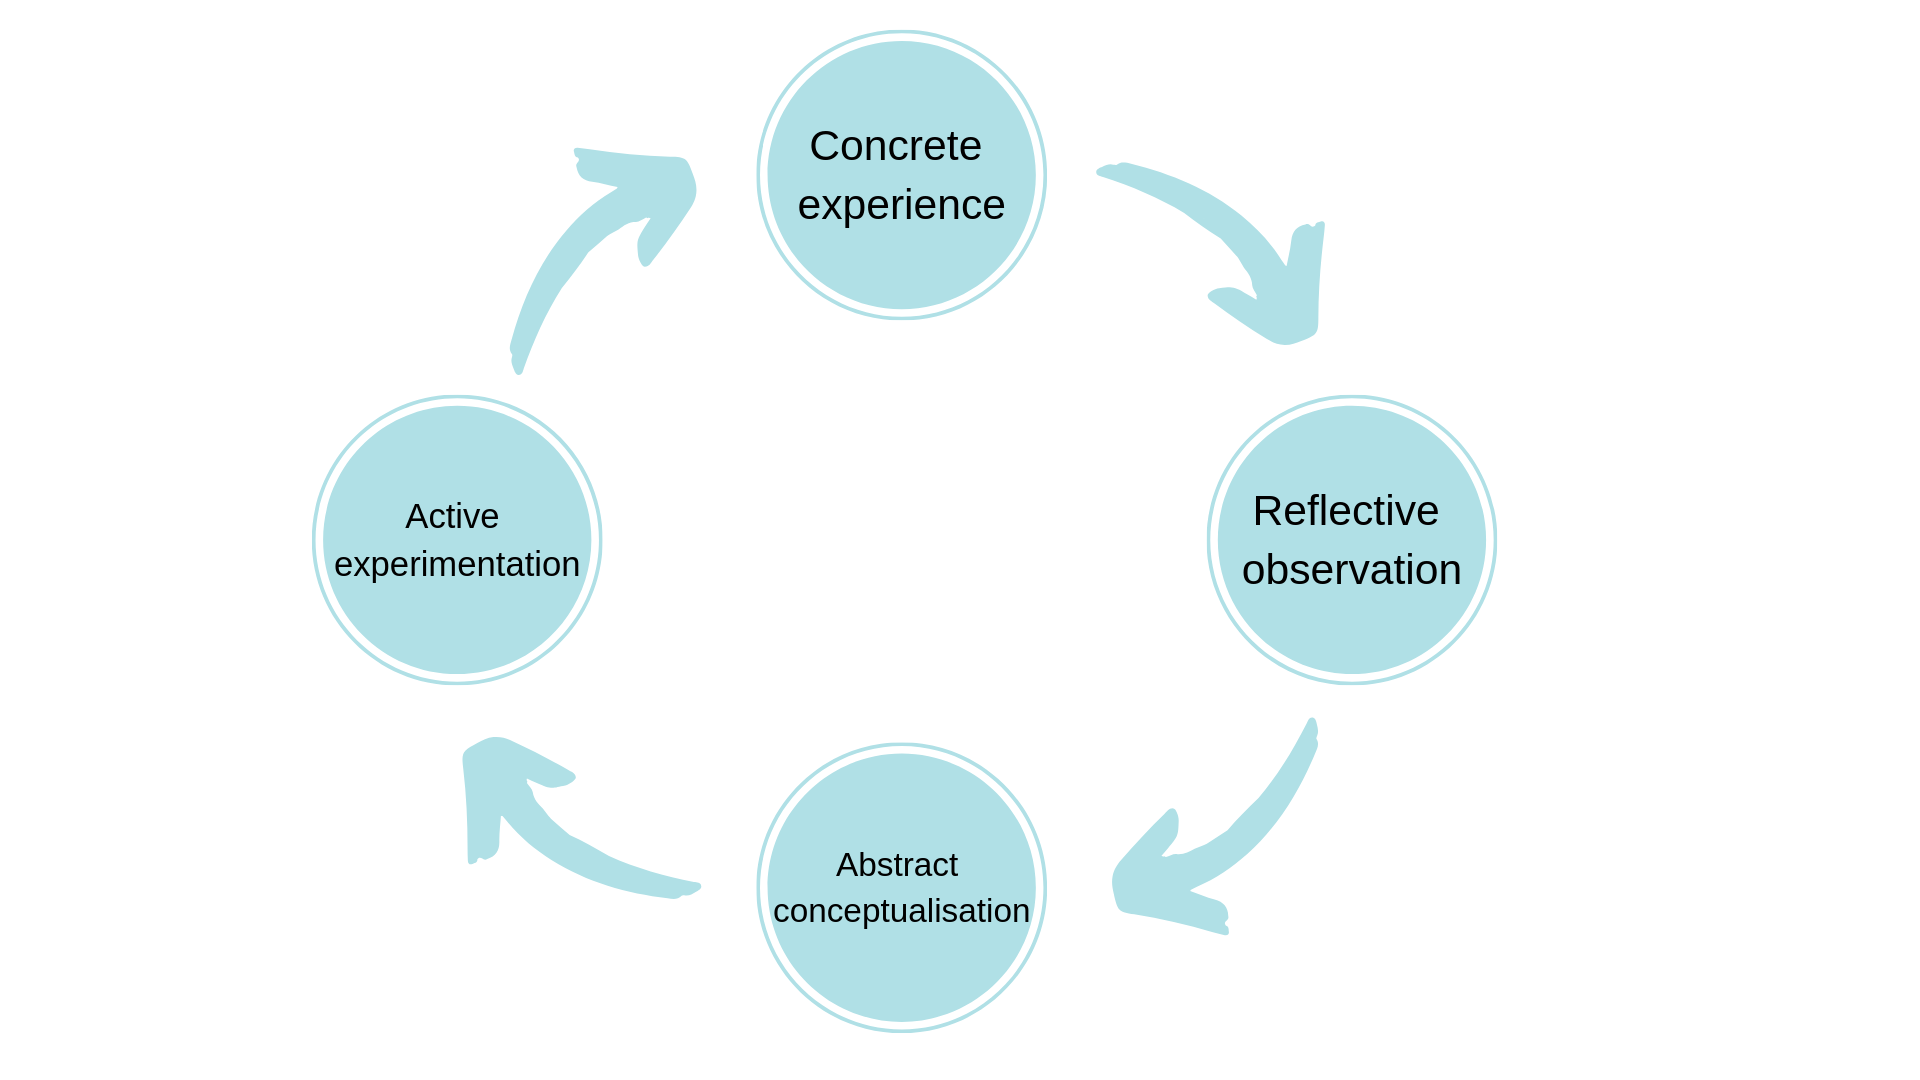 Concrete
experience
Reflective
observation
Abstract
conceptualisation
Active
experimentation